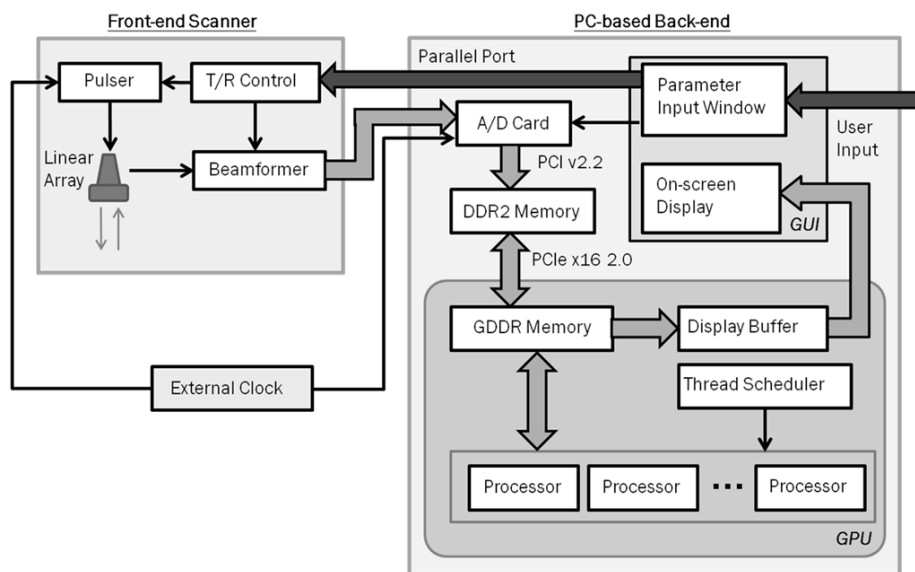 Front-end Scanner
PC-based Back-end
Parallel Port
Pulser
T/R Control
Parameter
Input Window
A/D Card
User
Input
Linear
Array
Beamformer
PCI v2.2
On-screen
Display
DDR2 Memory
GUI
PCIe x16 2.0
GDDR Memory
Display Buffer
External Clock
Thread Scheduler
Processor
Processor
...
Processor
GPU